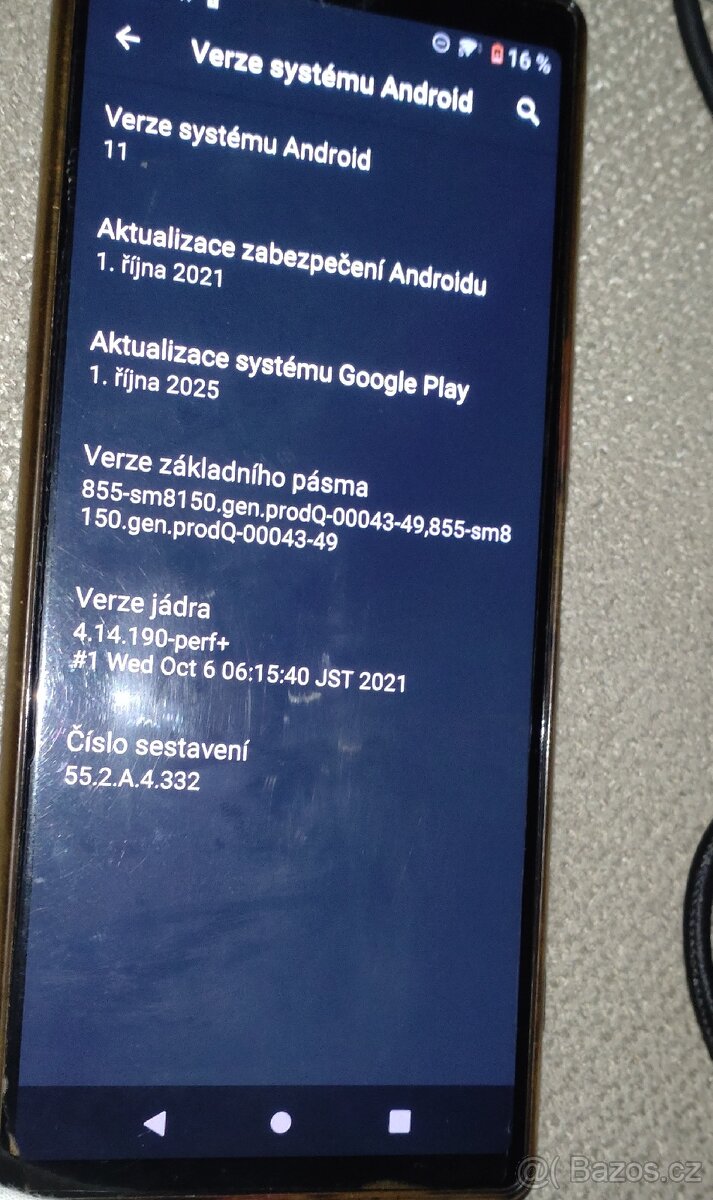 16 %
Verze systému Android
Verze systému Android
11
Aktualizace zabezpečení Androidu
1. října 2021
Aktualizace systému Google Play
1. října 2025
Verze základního pásma
855-sm8150.gen.prodQ-00043-49,855-sm8
150.gen.prodQ-00043-49
Verze jádra
4.14.190-perf+
#1 Wed Oct 6 06:15:40 JST 2021
Číslo sestavení
55.2.A.4.332
@( Bazos.cz